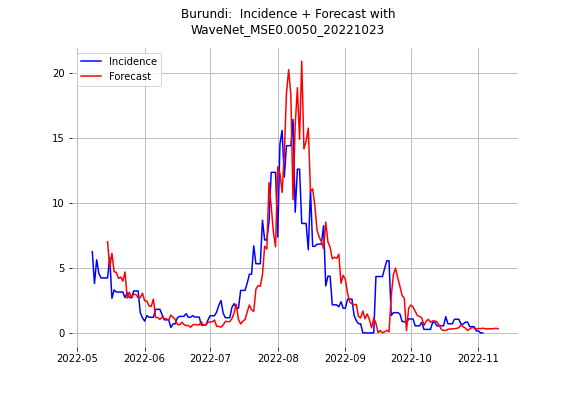 Burundi:  Incidence + Forecast with
WaveNet_MSE0.0050_20221023
Incidence
Forecast
20
15
10
5
0
2022-05 2022-06 2022-07 2022-08 2022-09 2022-10 2022-11